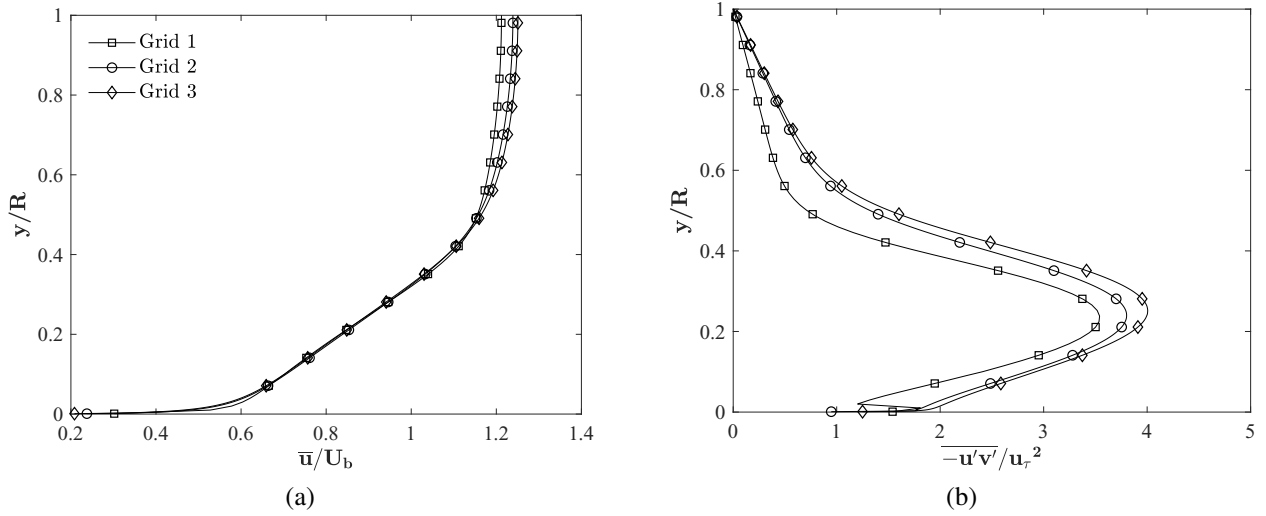 1
0.8
0.6
0.4
0.2
0
y/R
Grid 1
Grid 2
Grid 3
0.2 0.4 0.6 0.8 1 1.2 1.4
u̅/U_b
(a)
1
0.8
0.6
0.4
0.2
0
y/R
0 1 2 3 4 5
\overline{-u′v′}/u_τ²
(b)